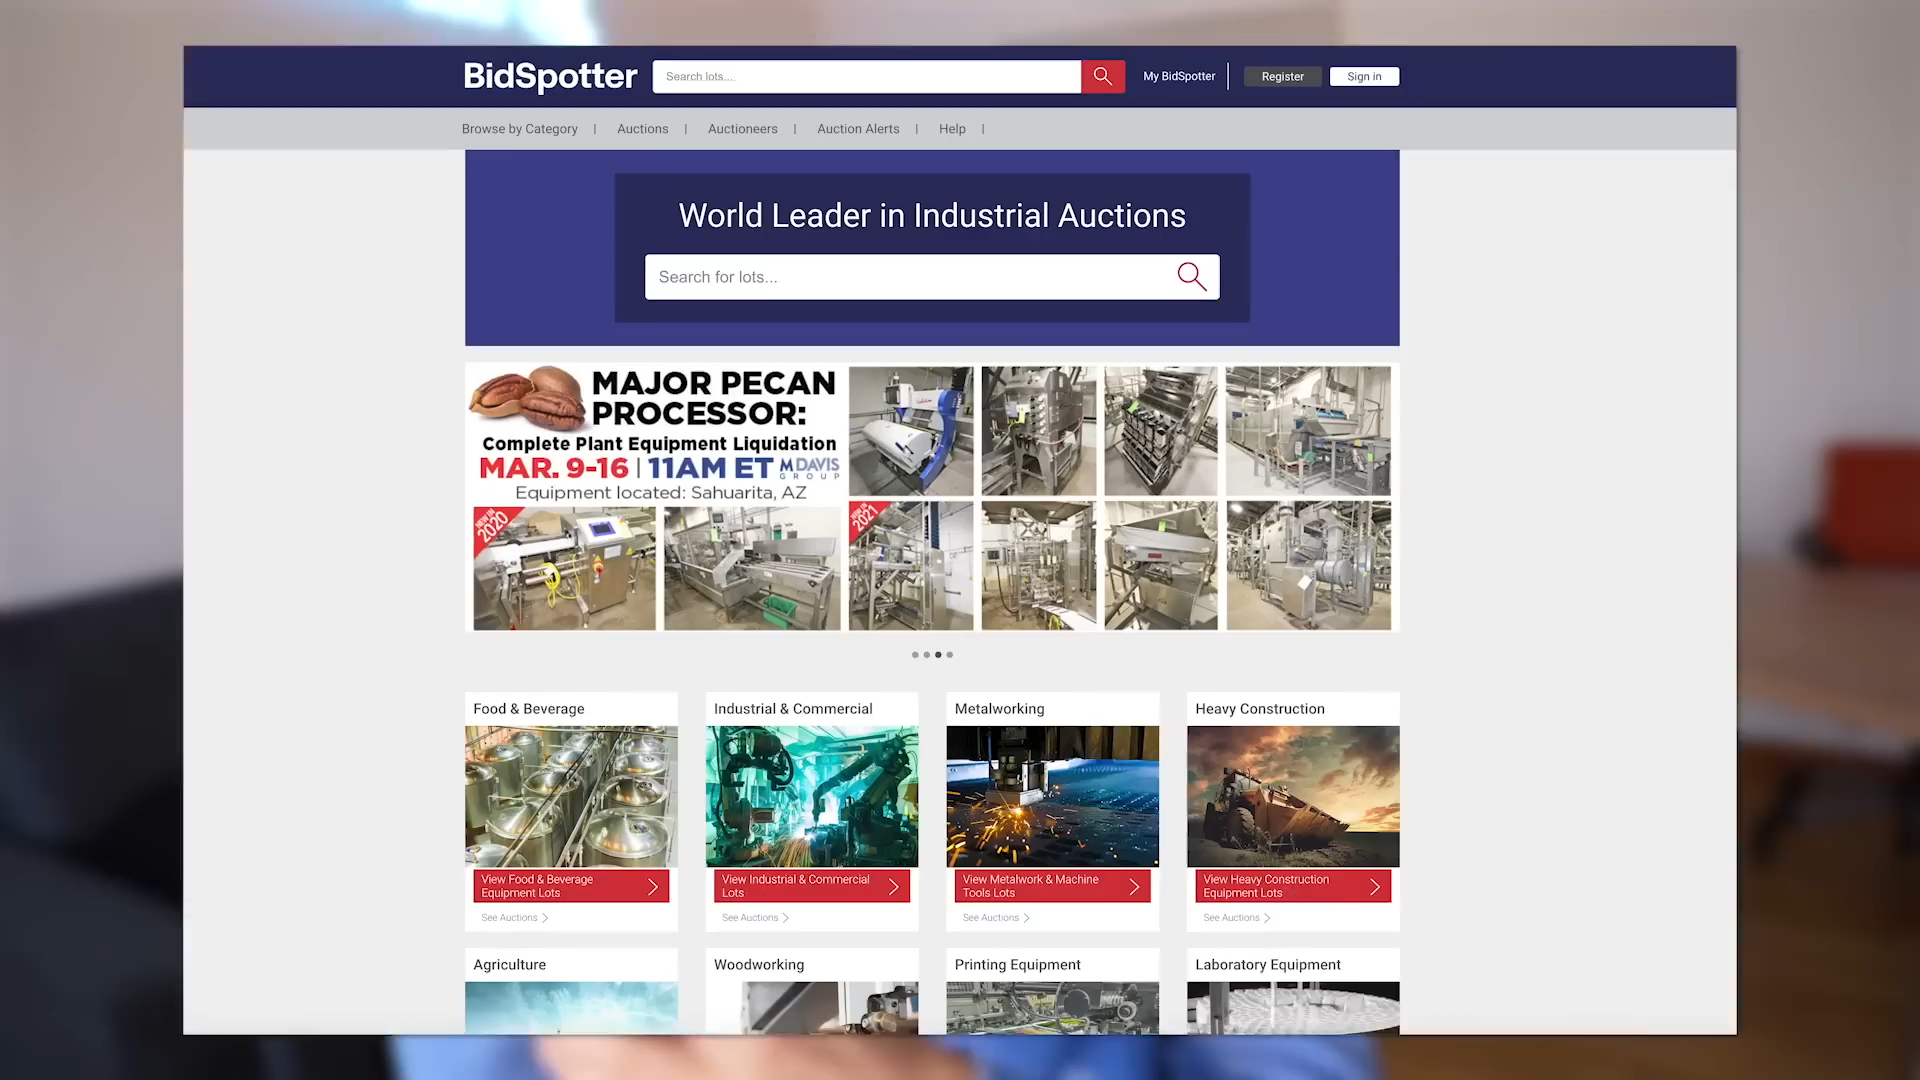 BidSpotter
Search lots...
My BidSpotter
Register
Sign in
Browse by Category | Auctions | Auctioneers | Auction Alerts | Help |
World Leader in Industrial Auctions
Search for lots...
MAJOR PECAN
PROCESSOR:
Complete Plant Equipment Liquidation
MAR. 9-16 | 11AM ET
M DAVIS
GROUP
Equipment located: Sahuarita, AZ
NEW IN
2020
NEW IN
2021
Food & Beverage
View Food & Beverage
Equipment Lots
See Auctions
Industrial & Commercial
View Industrial & Commercial
Lots
See Auctions
Metalworking
View Metalwork & Machine
Tools Lots
See Auctions
Heavy Construction
View Heavy Construction
Equipment Lots
See Auctions
Agriculture
Woodworking
Printing Equipment
Laboratory Equipment